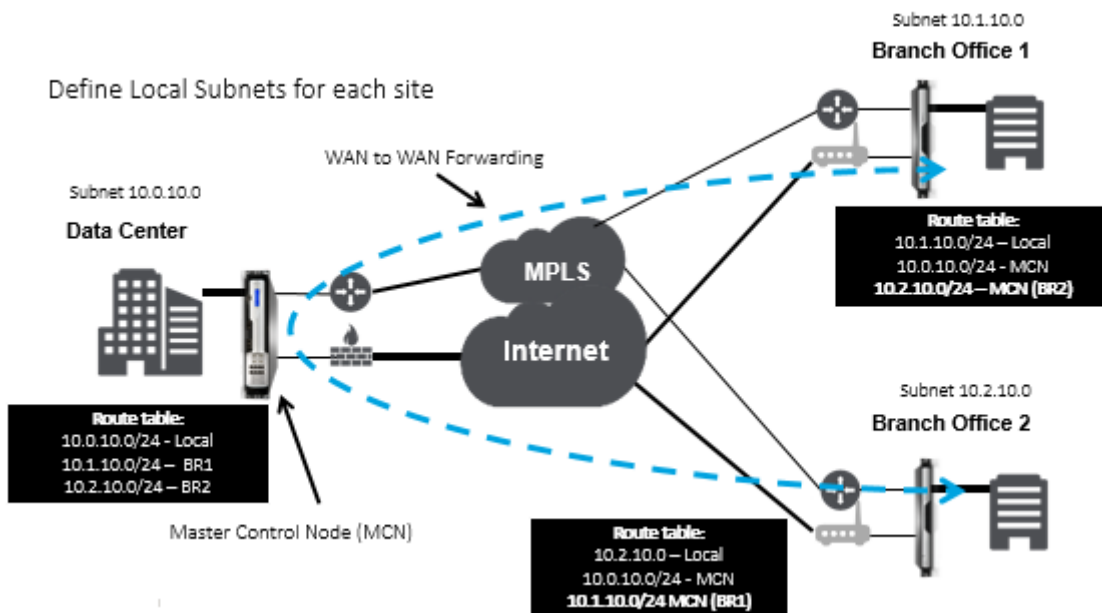 Subnet 10.1.10.0
Branch Office 1
Define Local Subnets for each site
WAN to WAN Forwarding
Subnet 10.0.10.0
Data Center
Route table:
10.1.10.0/24 – Local
10.0.10.0/24 - MCN
10.2.10.0/24 – MCN (BR2)
MPLS
Internet
Subnet 10.2.10.0
Branch Office 2
Route table:
10.0.10.0/24 - Local
10.1.10.0/24 – BR1
10.2.10.0/24 – BR2
Master Control Node (MCN)
Route table:
10.2.10.0 – Local
10.0.10.0/24 - MCN
10.1.10.0/24 MCN (BR1)